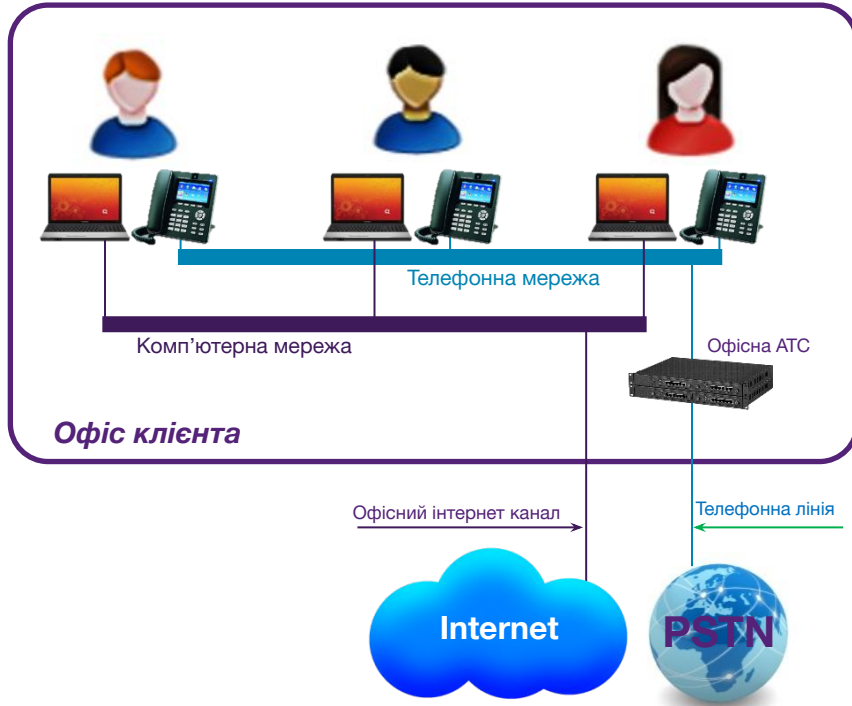 Телефонна мережа
Комп’ютерна мережа
Офісна АТС
Офіс клієнта
Офісний інтернет канал
Телефонна лінія
Internet
PSTN